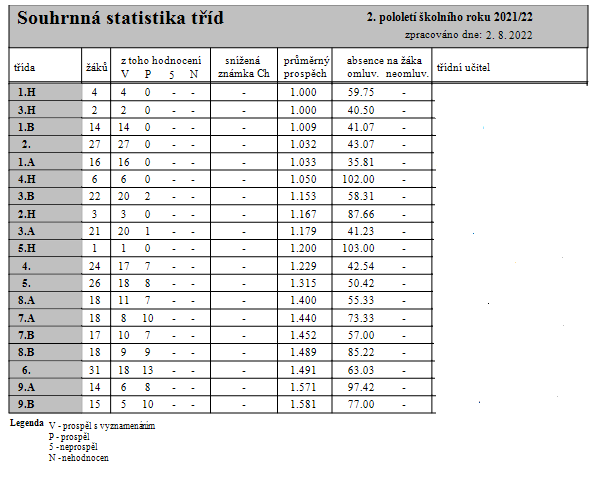 Souhrnná statistika tříd 2. pololetí školního roku 2021/22
zpracováno dne: 2. 8. 2022
z toho hodnocení snížená průměrný absence na žáka
třída žáků V P 5 N známka Ch prospěch omluv. neomluv. třídní učitel
1.H 4 4 0 - - - 1.000 59.75 -
3.H 2 2 0 - - - 1.000 40.50 -
1.B 14 14 0 - - - 1.009 41.07 -
2. 27 27 0 - - - 1.032 43.07 -
1.A 16 16 0 - - - 1.033 35.81 -
4.H 6 6 0 - - - 1.050 102.00 -
3.B 22 20 2 - - - 1.153 58.31 -
2.H 3 3 0 - - - 1.167 87.66 -
3.A 21 20 1 - - - 1.179 41.23 -
5.H 1 1 0 - - - 1.200 103.00 -
4. 24 17 7 - - - 1.229 42.54 -
5. 26 18 8 - - - 1.315 50.42 -
8.A 18 11 7 - - - 1.400 55.33 -
7.A 18 8 10 - - - 1.440 73.33 -
7.B 17 10 7 - - - 1.452 57.00 -
8.B 18 9 9 - - - 1.489 85.22 -
6. 31 18 13 - - - 1.491 63.03 -
9.A 14 6 8 - - - 1.571 97.42 -
9.B 15 5 10 - - - 1.581 77.00 -
Legenda V - prospěl s vyznamenáním
P - prospěl
5 - neprospěl
N - nehodnocen